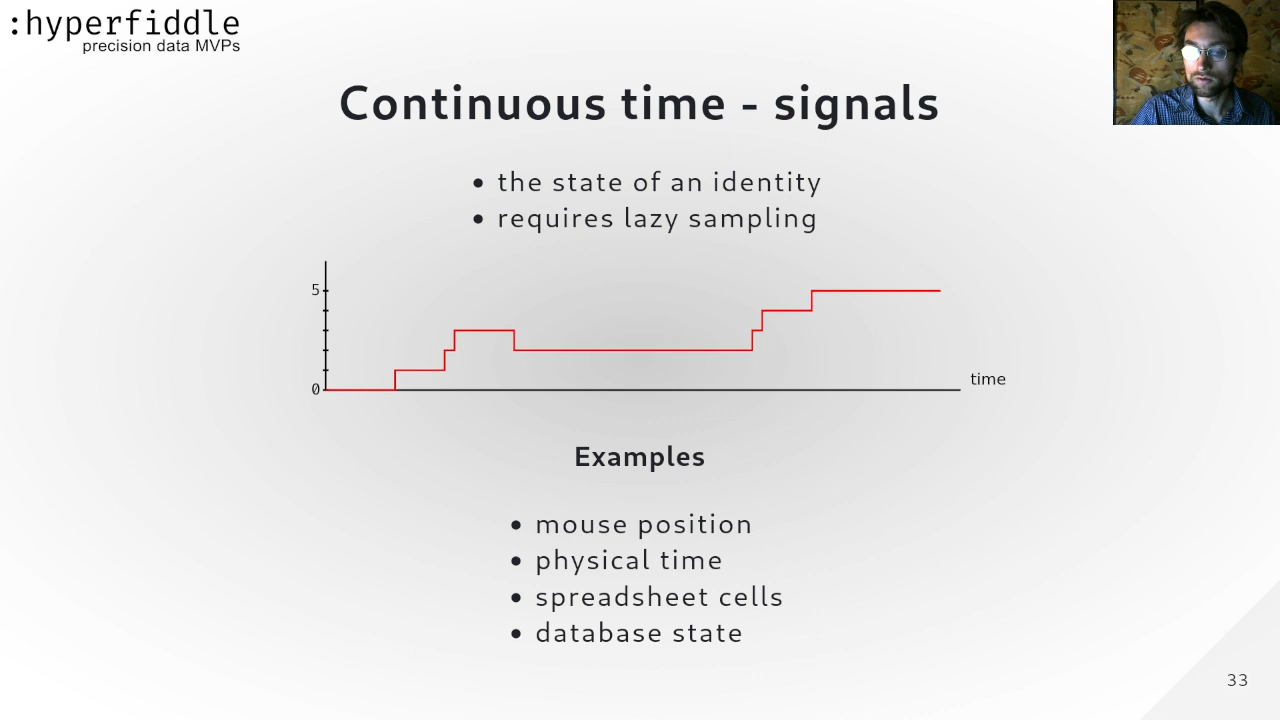 :hyperfiddle
precision data MVPs
Continuous time - signals
• the state of an identity
• requires lazy sampling
5
0
time
Examples
• mouse position
• physical time
• spreadsheet cells
• database state
33